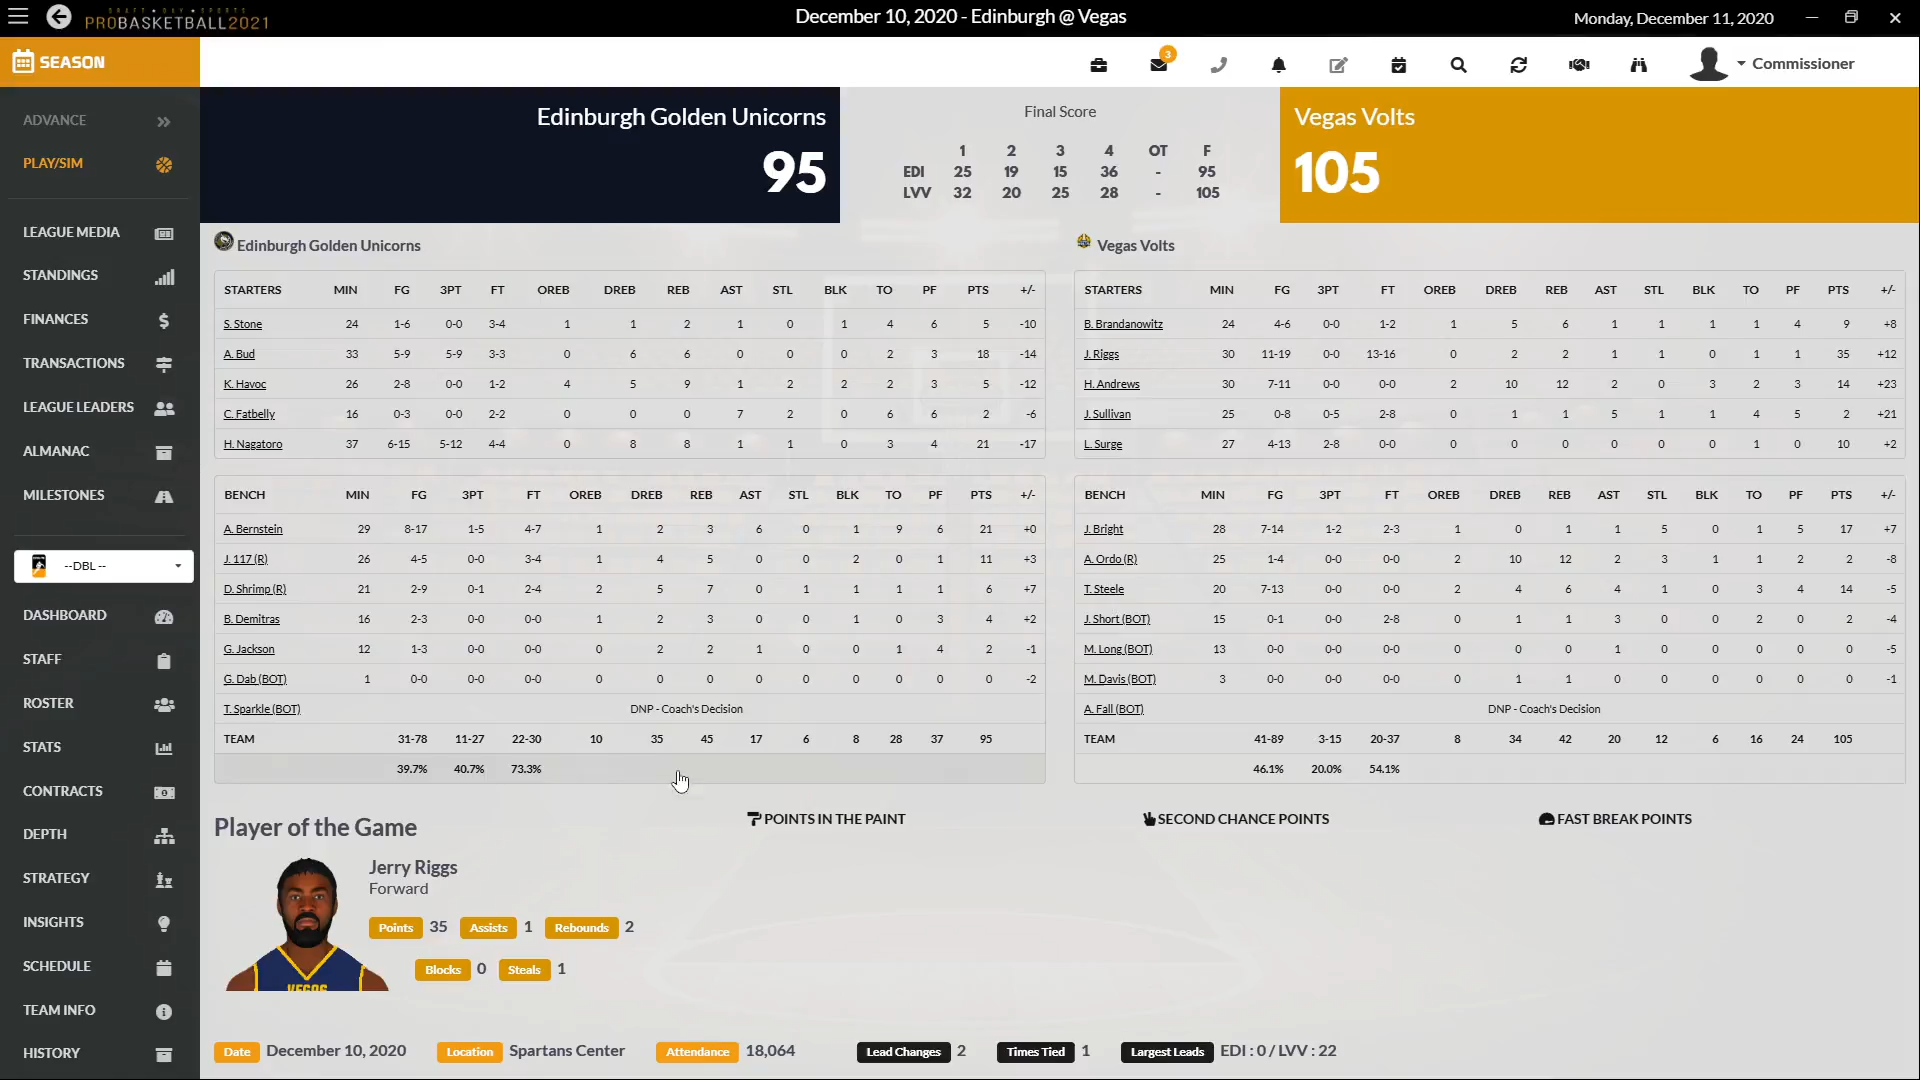 DRAFT • DAY • SPORTS
PROBASKETBALL2021
December 10, 2020 - Edinburgh @ Vegas
Monday, December 11, 2020
SEASON
3
Commissioner
ADVANCE
PLAY/SIM
LEAGUE MEDIA
STANDINGS
FINANCES
TRANSACTIONS
LEAGUE LEADERS
ALMANAC
MILESTONES
--DBL --
DASHBOARD
STAFF
ROSTER
STATS
CONTRACTS
DEPTH
STRATEGY
INSIGHTS
SCHEDULE
TEAM INFO
HISTORY
Edinburgh Golden Unicorns
95
Final Score
1 2 3 4 OT F
EDI 25 19 15 36 - 95
LVV 32 20 25 28 - 105
Vegas Volts
105
Edinburgh Golden Unicorns
STARTERS MIN FG 3PT FT OREB DREB REB AST STL BLK TO PF PTS +/-
S. Stone 24 1-6 0-0 3-4 1 1 2 1 0 1 4 6 5 -10
A. Bud 33 5-9 5-9 3-3 0 6 6 0 0 0 2 3 18 -14
K. Havoc 26 2-8 0-0 1-2 4 5 9 1 2 2 2 3 5 -12
C. Fatbelly 16 0-3 0-0 2-2 0 0 0 7 2 0 6 6 2 -6
H. Nagatoro 37 6-15 5-12 4-4 0 8 8 1 1 0 3 4 21 -17
BENCH MIN FG 3PT FT OREB DREB REB AST STL BLK TO PF PTS +/-
A. Bernstein 29 8-17 1-5 4-7 1 2 3 6 0 1 9 6 21 +0
J. 117 (R) 26 4-5 0-0 3-4 1 4 5 0 0 2 0 1 11 +3
D. Shrimp (R) 21 2-9 0-1 2-4 2 5 7 0 1 1 1 1 6 +7
B. Demitras 16 2-3 0-0 0-0 1 2 3 0 0 1 0 3 4 +2
G. Jackson 12 1-3 0-0 0-0 0 2 2 1 0 0 1 4 2 -1
G. Dab (BOT) 1 0-0 0-0 0-0 0 0 0 0 0 0 0 0 0 -2
T. Sparkle (BOT) DNP - Coach's Decision
TEAM 31-78 11-27 22-30 10 35 45 17 6 8 28 37 95
39.7% 40.7% 73.3%
Vegas Volts
STARTERS MIN FG 3PT FT OREB DREB REB AST STL BLK TO PF PTS +/-
B. Brandanowitz 24 4-6 0-0 1-2 1 5 6 1 1 1 1 4 9 +8
J. Riggs 30 11-19 0-0 13-16 0 2 2 1 1 0 1 1 35 +12
H. Andrews 30 7-11 0-0 0-0 2 10 12 2 0 3 2 3 14 +23
J. Sullivan 25 0-8 0-5 2-8 0 1 1 5 1 1 4 5 2 +21
L. Surge 27 4-13 2-8 0-0 0 0 0 0 0 0 1 0 10 +2
BENCH MIN FG 3PT FT OREB DREB REB AST STL BLK TO PF PTS +/-
J. Bright 28 7-14 1-2 2-3 1 0 1 1 5 0 1 5 17 +7
A. Ordo (R) 25 1-4 0-0 0-0 2 10 12 2 3 1 1 2 2 -8
T. Steele 20 7-13 0-0 0-0 2 4 6 4 1 0 3 4 14 -5
J. Short (BOT) 15 0-1 0-0 2-8 0 1 1 3 0 0 2 0 2 -4
M. Long (BOT) 13 0-0 0-0 0-0 0 0 0 1 0 0 0 0 0 -5
M. Davis (BOT) 3 0-0 0-0 0-0 0 1 1 0 0 0 0 0 0 -1
A. Fall (BOT) DNP - Coach's Decision
TEAM 41-89 3-15 20-37 8 34 42 20 12 6 16 24 105
46.1% 20.0% 54.1%
Player of the Game
POINTS IN THE PAINT
SECOND CHANCE POINTS
FAST BREAK POINTS
Jerry Riggs
Forward
Points 35 Assists 1 Rebounds 2
Blocks 0 Steals 1
VEGAS
Date December 10, 2020 Location Spartans Center Attendance 18,064 Lead Changes 2 Times Tied 1 Largest Leads EDI : 0 / LVV : 22